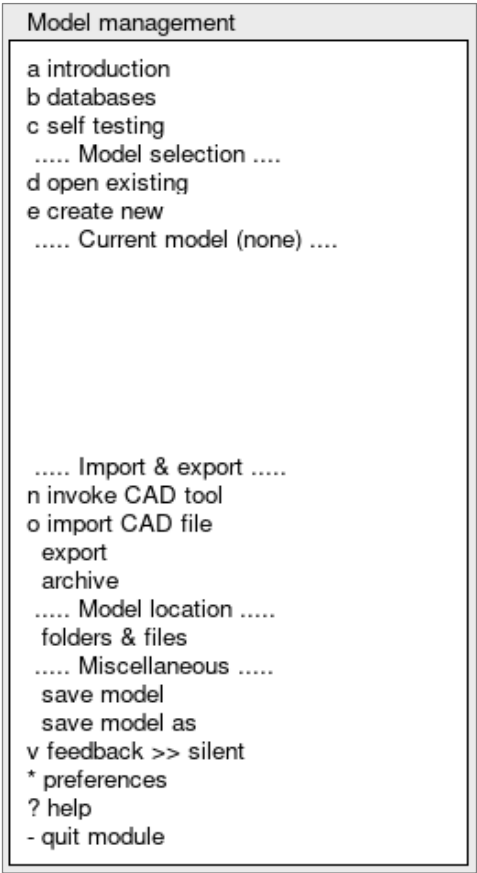 Model management
a introduction
b databases
c self testing
..... Model selection ....
d open existing
e create new
..... Current model (none) ....
..... Import & export .....
n invoke CAD tool
o import CAD file
export
archive
..... Model location .....
folders & files
..... Miscellaneous .....
save model
save model as
v feedback >> silent
* preferences
? help
- quit module